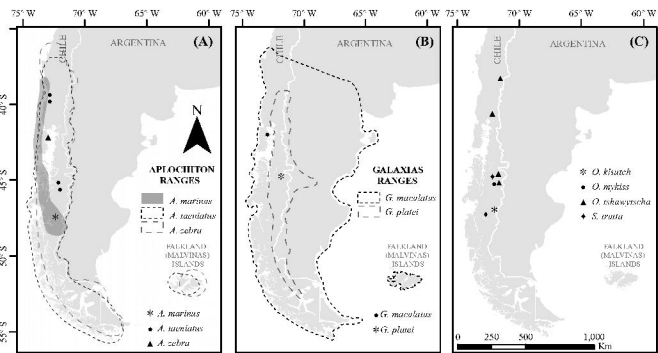 75°W 70°W 65°W 60°W
75°W 70°W 65°W 60°W
75°W 70°W 65°W 60°W
CHILE
ARGENTINA
(A)
CHILE
ARGENTINA
(B)
CHILE
ARGENTINA
(C)
40°S
45°S
50°S
55°S
N
APLOCHITON
RANGES
A. marinus
A. taeniatus
A. zebra
FALKLAND
(MALVINAS)
ISLANDS
* A. marinus
A. taeniatus
A. zebra
GALAXIAS
RANGES
G. maculatus
G. platei
FALKLAND
(MALVINAS)
ISLANDS
G. maculatus
* G. platei
* O. kisutch
O. mykiss
O. tshawytscha
S. trutta
FALKLAND
(MALVINAS)
ISLANDS
0 250 500 1,000
Km